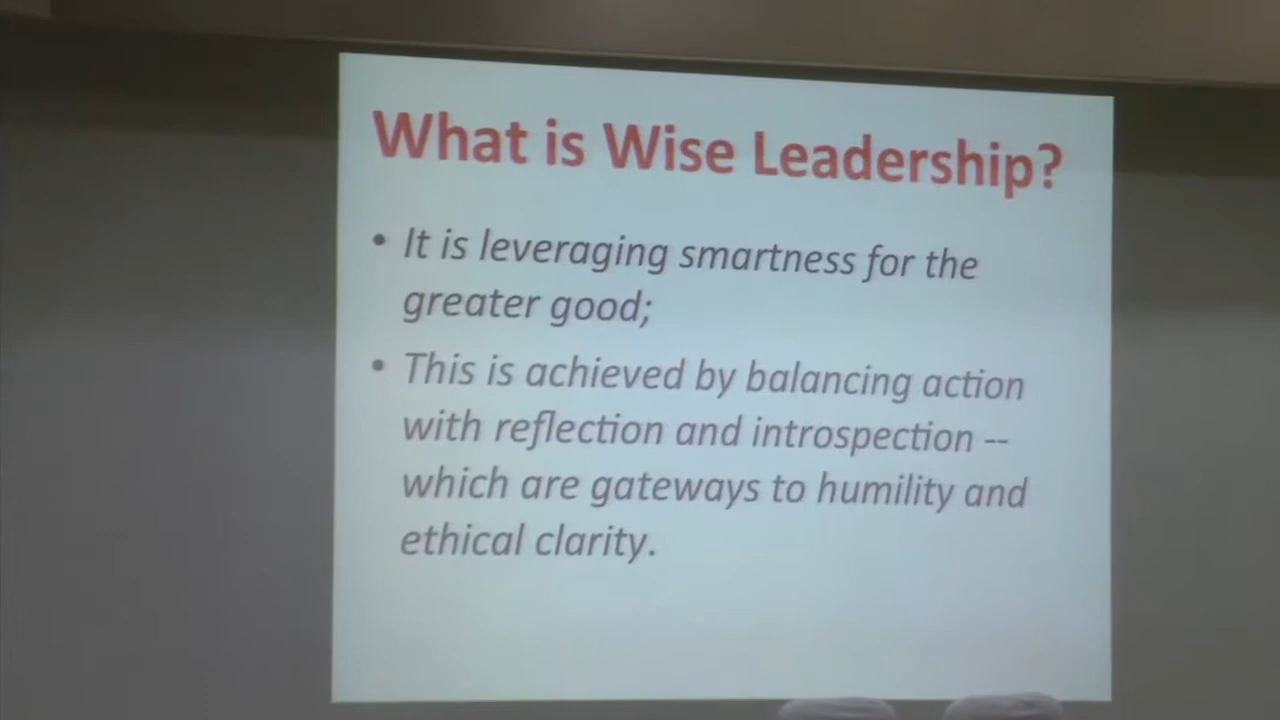 What is Wise Leadership?
• It is leveraging smartness for the
greater good;
• This is achieved by balancing action
with reflection and introspection --
which are gateways to humility and
ethical clarity.